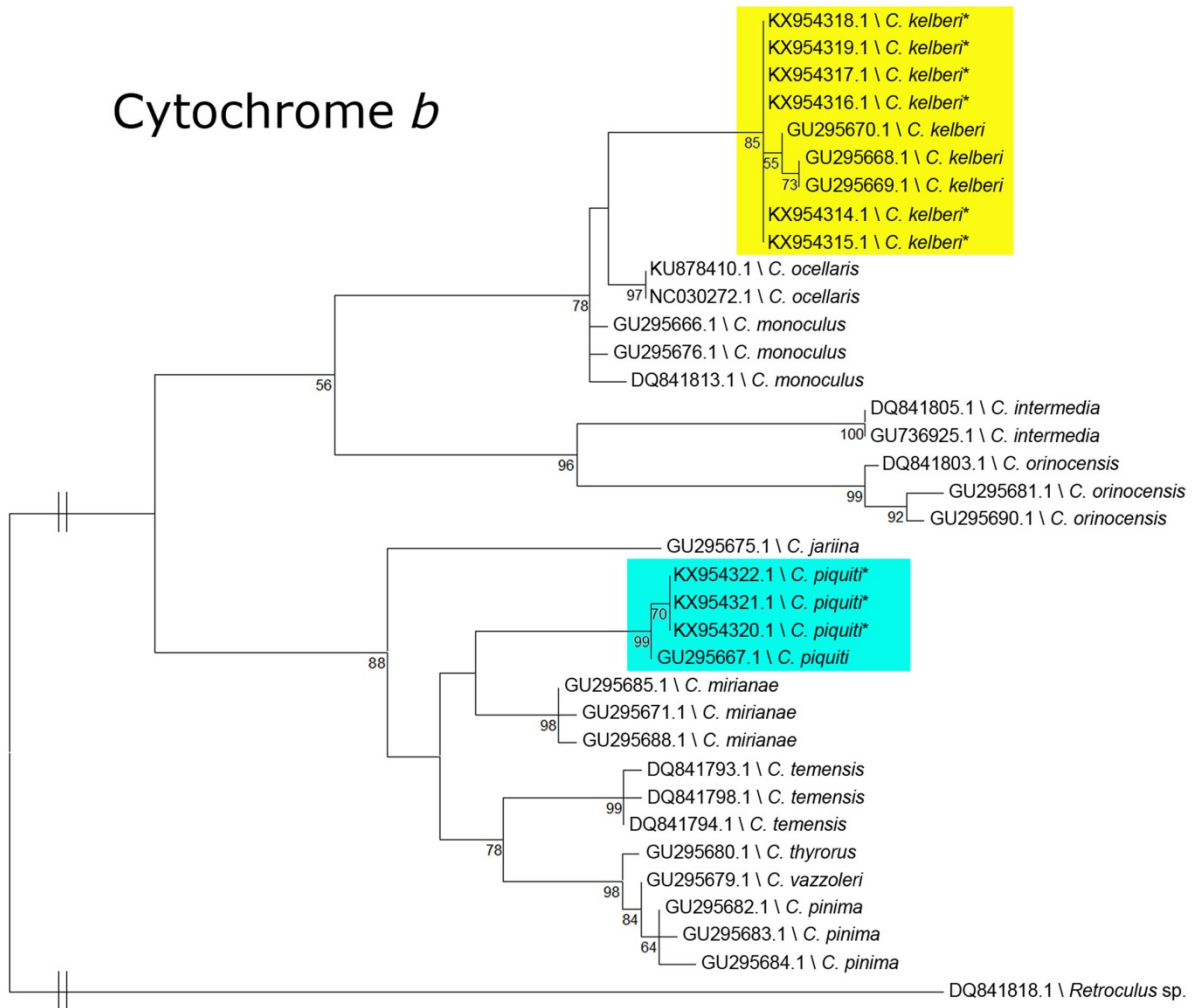 Cytochrome b
KX954318.1 \ C. kelberi*
KX954319.1 \ C. kelberi*
KX954317.1 \ C. kelberi*
KX954316.1 \ C. kelberi*
GU295670.1 \ C. kelberi
85
55
GU295668.1 \ C. kelberi
73
GU295669.1 \ C. kelberi
KX954314.1 \ C. kelberi*
KX954315.1 \ C. kelberi*
KU878410.1 \ C. ocellaris
97
NC030272.1 \ C. ocellaris
78
GU295666.1 \ C. monoculus
GU295676.1 \ C. monoculus
DQ841813.1 \ C. monoculus
56
DQ841805.1 \ C. intermedia
100
GU736925.1 \ C. intermedia
96
DQ841803.1 \ C. orinocensis
99
GU295681.1 \ C. orinocensis
92
GU295690.1 \ C. orinocensis
GU295675.1 \ C. jariina
KX954322.1 \ C. piquiti*
KX954321.1 \ C. piquiti*
70
KX954320.1 \ C. piquiti*
99
GU295667.1 \ C. piquiti
88
GU295685.1 \ C. mirianae
GU295671.1 \ C. mirianae
98
GU295688.1 \ C. mirianae
DQ841793.1 \ C. temensis
DQ841798.1 \ C. temensis
99
DQ841794.1 \ C. temensis
78
GU295680.1 \ C. thyrorus
98
GU295679.1 \ C. vazzoleri
84
GU295682.1 \ C. pinima
GU295683.1 \ C. pinima
64
GU295684.1 \ C. pinima
DQ841818.1 \ Retroculus sp.